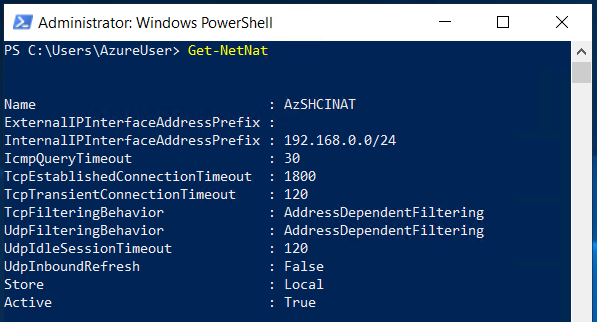 Administrator: Windows PowerShell
PS C:\Users\AzureUser> Get-NetNat
Name                             : AzSHCINAT
ExternalIPInterfaceAddressPrefix :
InternalIPInterfaceAddressPrefix : 192.168.0.0/24
IcmpQueryTimeout                 : 30
TcpEstablishedConnectionTimeout  : 1800
TcpTransientConnectionTimeout    : 120
TcpFilteringBehavior             : AddressDependentFiltering
UdpFilteringBehavior             : AddressDependentFiltering
UdpIdleSessionTimeout            : 120
UdpInboundRefresh                : False
Store                            : Local
Active                           : True